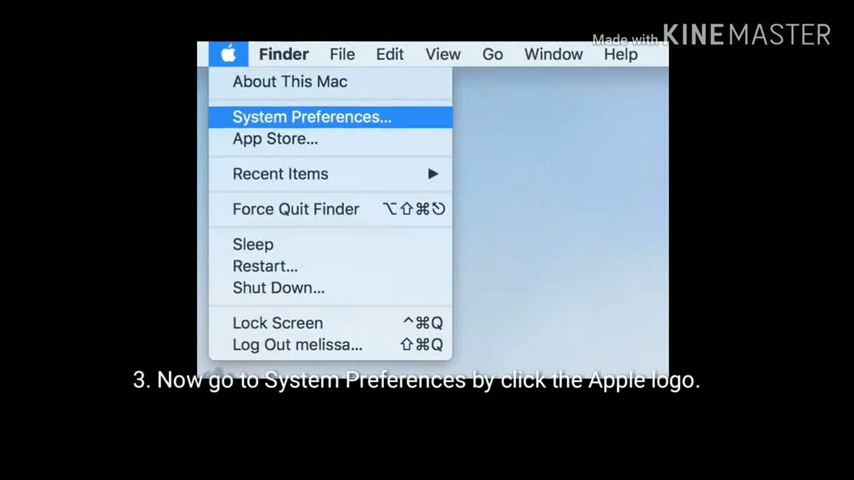 Made with KINEMASTER
Finder File Edit View Go Window Help
About This Mac
System Preferences...
App Store...
Recent Items ▶
Force Quit Finder ⌥⇧⌘⎋
Sleep
Restart...
Shut Down...
Lock Screen ^⌘Q
Log Out melissa... ⇧⌘Q
3. Now go to System Preferences by click the Apple logo.